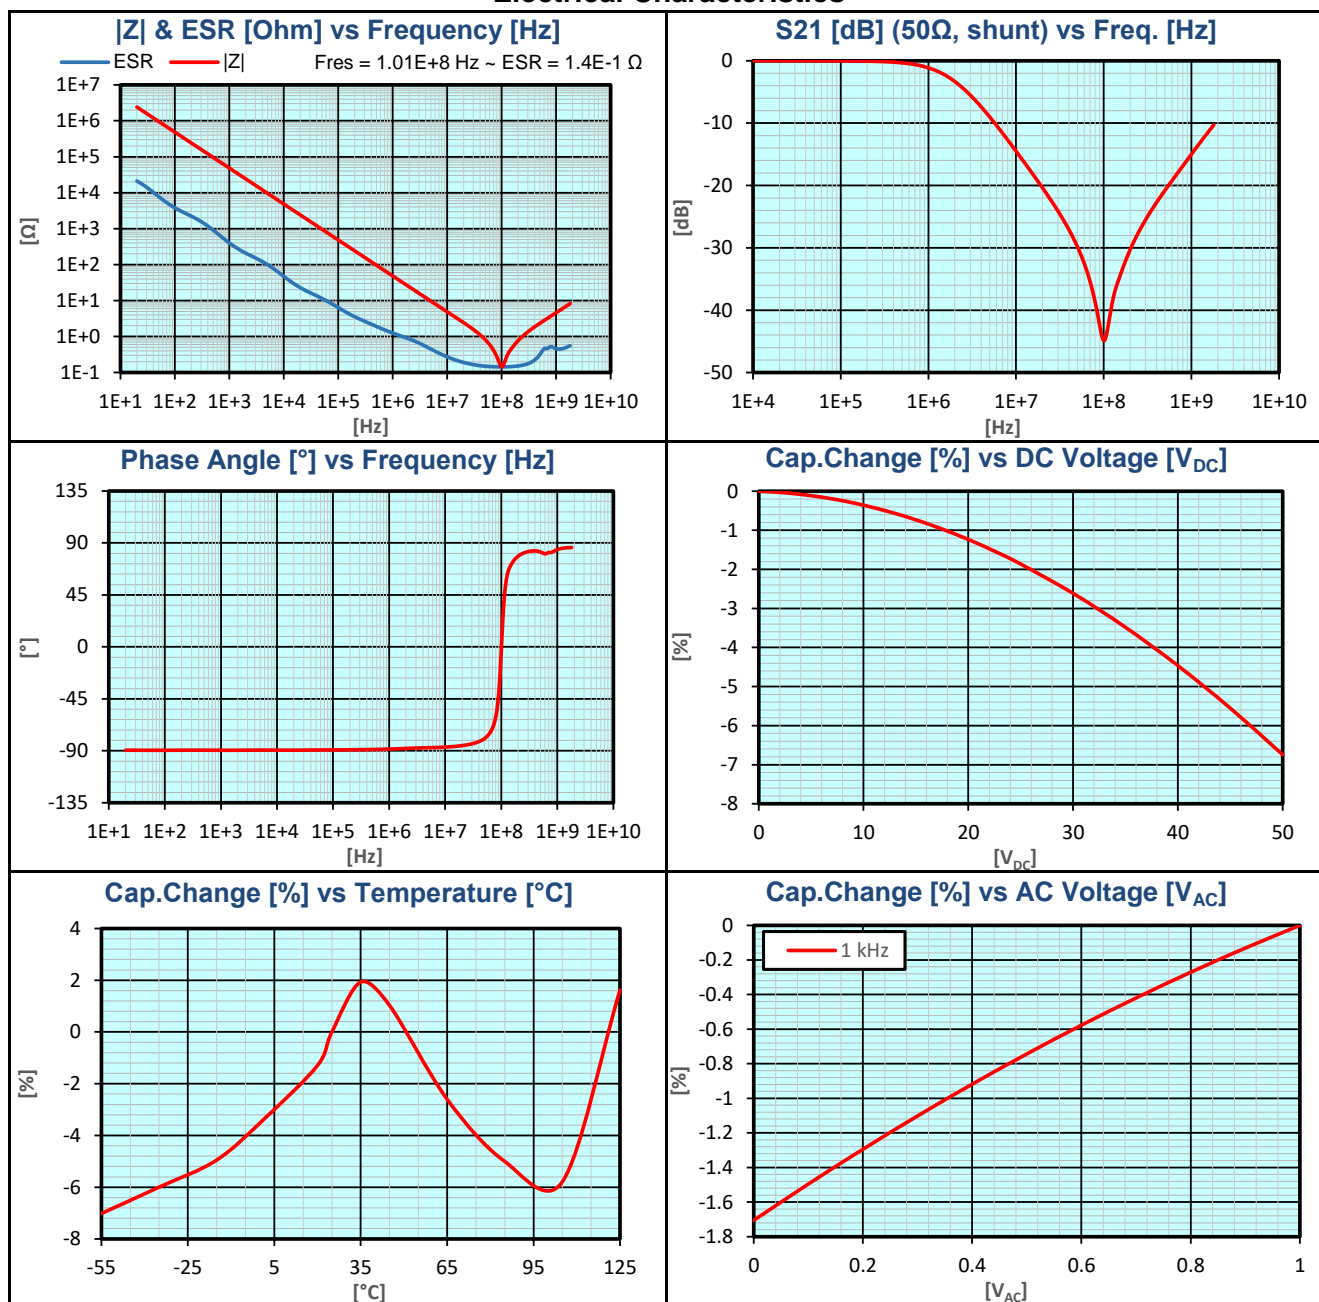 |Z| & ESR [Ohm] vs Frequency [Hz]
ESR |Z| Fres = 1.01E+8 Hz ~ ESR = 1.4E-1 Ω
1E+7
1E+6
1E+5
1E+4
1E+3
1E+2
1E+1
1E+0
1E-1
[Ω]
1E+1 1E+2 1E+3 1E+4 1E+5 1E+6 1E+7 1E+8 1E+9 1E+10
[Hz]
S21 [dB] (50Ω, shunt) vs Freq. [Hz]
0
-10
-20
-30
-40
-50
[dB]
1E+4 1E+5 1E+6 1E+7 1E+8 1E+9 1E+10
[Hz]
Phase Angle [°] vs Frequency [Hz]
135
90
45
0
-45
-90
-135
[°]
1E+1 1E+2 1E+3 1E+4 1E+5 1E+6 1E+7 1E+8 1E+9 1E+10
[Hz]
Cap.Change [%] vs DC Voltage [VDC]
0
-1
-2
-3
-4
-5
-6
-7
-8
[%]
0 10 20 30 40 50
[VDC]
Cap.Change [%] vs Temperature [°C]
4
2
0
-2
-4
-6
-8
[%]
-55 -25 5 35 65 95 125
[°C]
Cap.Change [%] vs AC Voltage [VAC]
1 kHz
0
-0.2
-0.4
-0.6
-0.8
-1
-1.2
-1.4
-1.6
-1.8
[%]
0 0.2 0.4 0.6 0.8 1
[VAC]